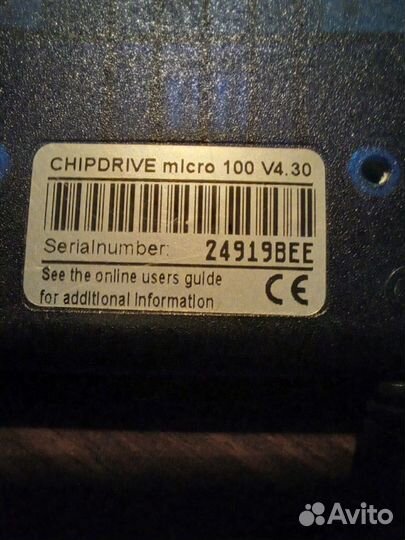 CHIPDRIVE micro 100 V4.30
Serialnumber: 24919BEE
See the online users guide
for additional information
CE
Avito